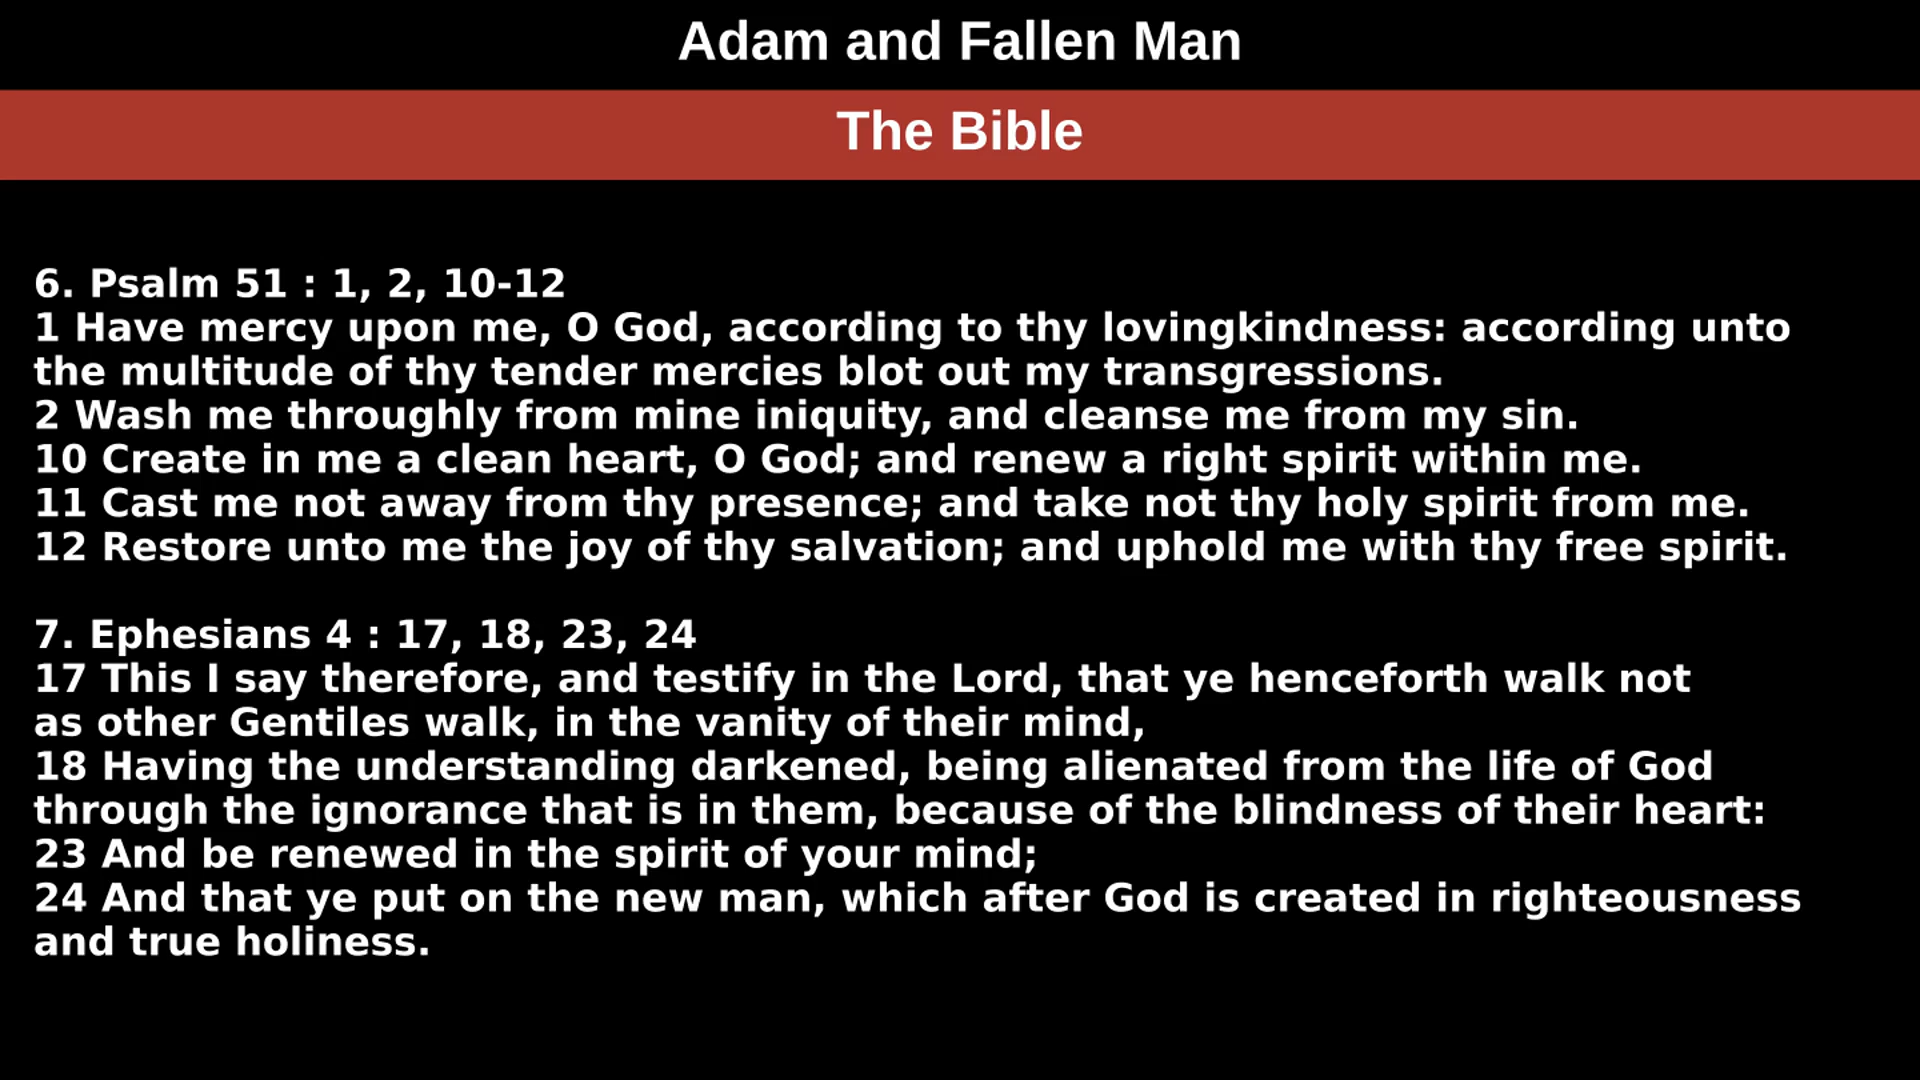 Adam and Fallen Man
The Bible
6. Psalm 51 : 1, 2, 10-12
1 Have mercy upon me, O God, according to thy lovingkindness: according unto
the multitude of thy tender mercies blot out my transgressions.
2 Wash me throughly from mine iniquity, and cleanse me from my sin.
10 Create in me a clean heart, O God; and renew a right spirit within me.
11 Cast me not away from thy presence; and take not thy holy spirit from me.
12 Restore unto me the joy of thy salvation; and uphold me with thy free spirit.
7. Ephesians 4 : 17, 18, 23, 24
17 This I say therefore, and testify in the Lord, that ye henceforth walk not
as other Gentiles walk, in the vanity of their mind,
18 Having the understanding darkened, being alienated from the life of God
through the ignorance that is in them, because of the blindness of their heart:
23 And be renewed in the spirit of your mind;
24 And that ye put on the new man, which after God is created in righteousness
and true holiness.